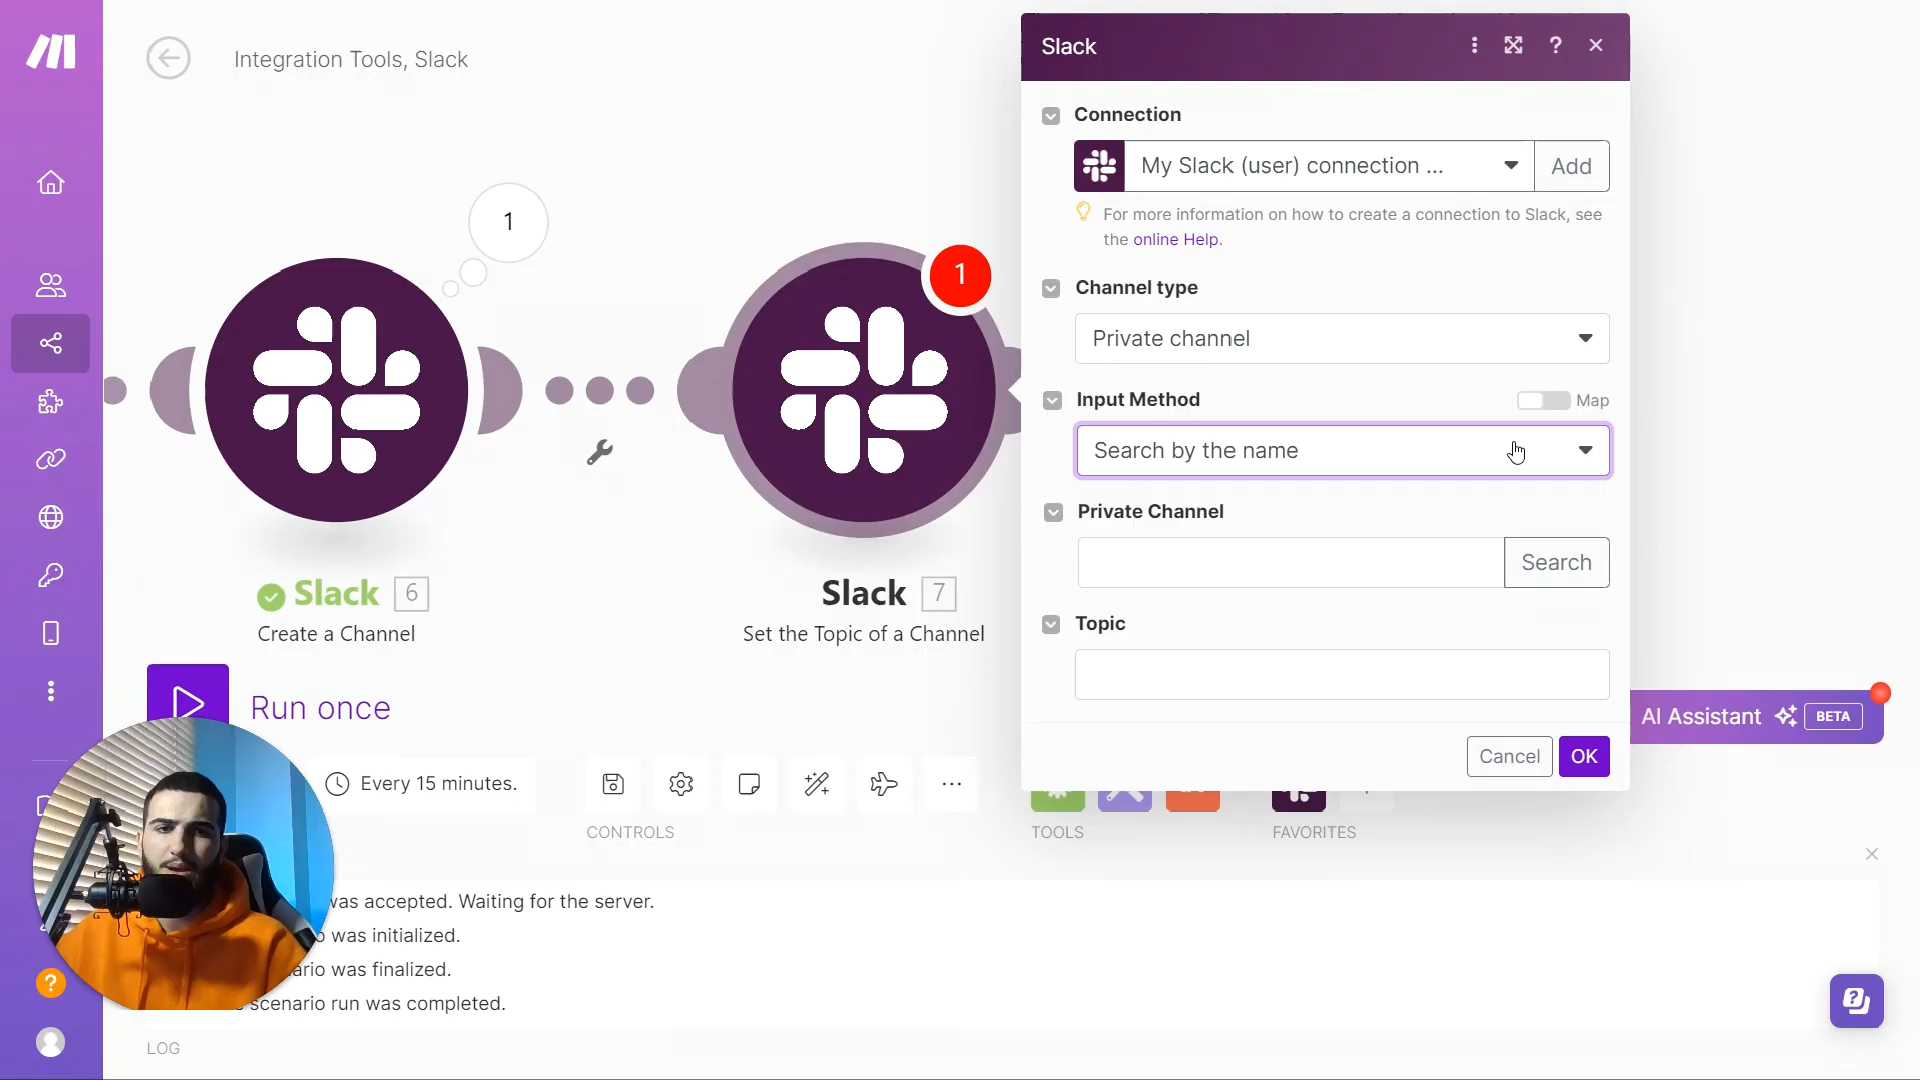 Integration Tools, Slack
1
Slack 6
Create a Channel
1
Slack 7
Set the Topic of a Channel
Run once
Every 15 minutes.
CONTROLS
TOOLS
FAVORITES
was accepted. Waiting for the server.
was initialized.
ario was finalized.
scenario run was completed.
LOG
Slack
?
Connection
My Slack (user) connection ...
Add
For more information on how to create a connection to Slack, see
the online Help.
Channel type
Private channel
Input Method
Map
Search by the name
Private Channel
Search
Topic
Cancel
OK
AI Assistant BETA
?
?